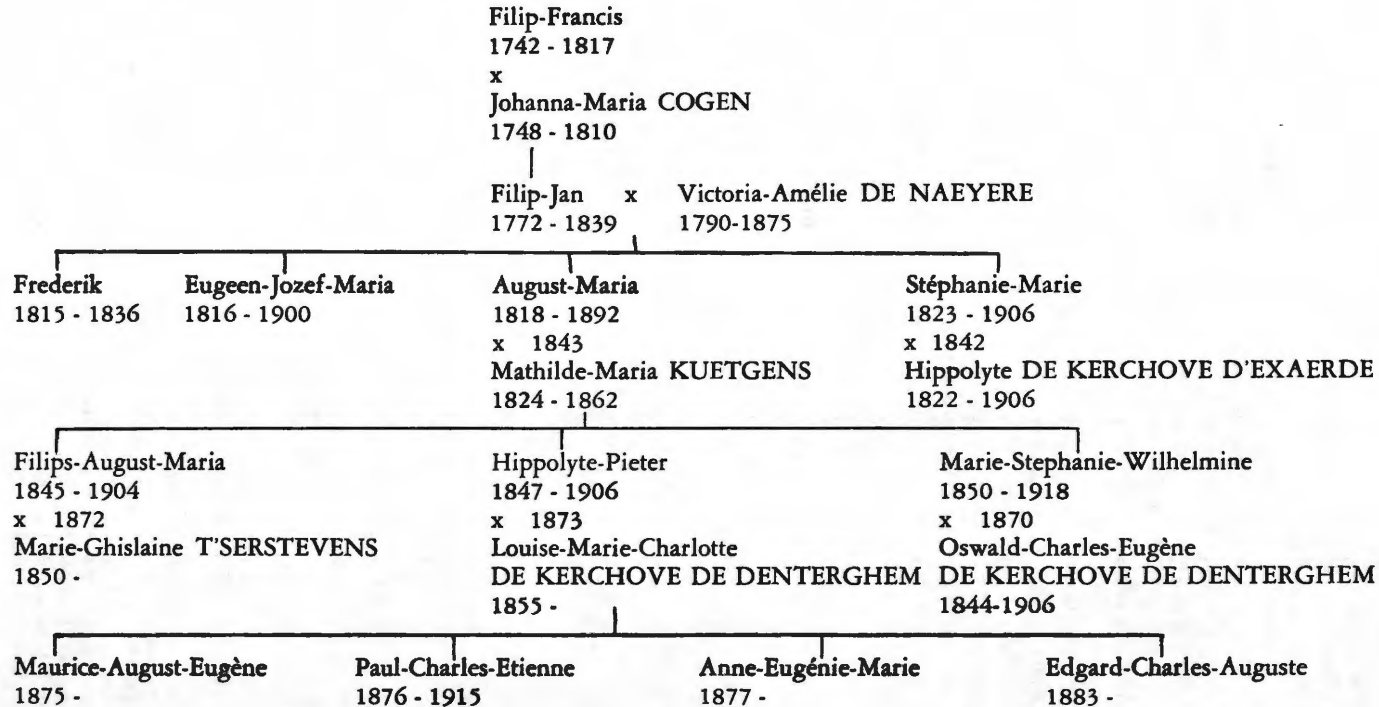 Filip-Francis
1742 - 1817
x
Johanna-Maria COGEN
1748 - 1810
Filip-Jan x Victoria-Amélie DE NAEYERE
1772 - 1839 1790-1875
Frederik Eugeen-Jozef-Maria August-Maria Stéphanie-Marie
1815 - 1836 1816 - 1900 1818 - 1892 1823 - 1906
x 1843 x 1842
Mathilde-Maria KUETGENS Hippolyte DE KERCHOVE D'EXAERDE
1824 - 1862 1822 - 1906
Filips-August-Maria Hippolyte-Pieter Marie-Stephanie-Wilhelmine
1845 - 1904 1847 - 1906 1850 - 1918
x 1872 x 1873 x 1870
Marie-Ghislaine T'SERSTEVENS Louise-Marie-Charlotte Oswald-Charles-Eugène
1850 - DE KERCHOVE DE DENTERGHEM DE KERCHOVE DE DENTERGHEM
1855 - 1844-1906
Maurice-August-Eugène Paul-Charles-Etienne Anne-Eugénie-Marie Edgard-Charles-Auguste
1875 - 1876 - 1915 1877 - 1883 -